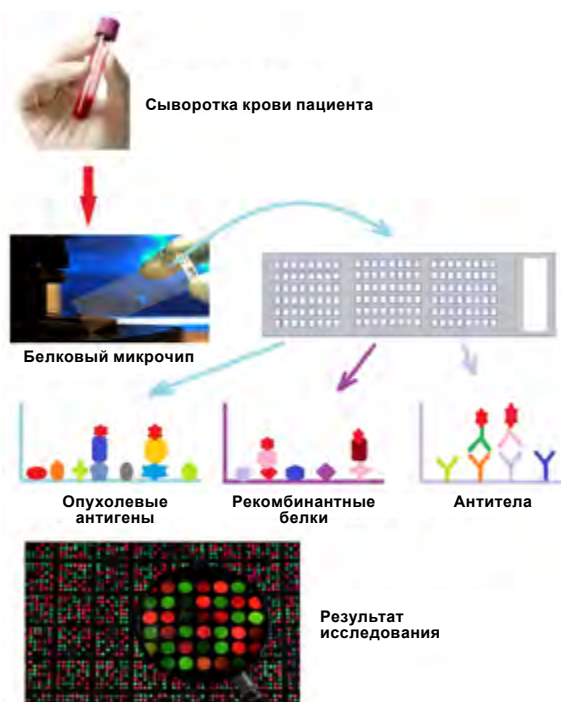 Сыворотка крови пациента
Белковый микрочип
Опухолевые
антигены
Рекомбинантные
белки
Антитела
Результат
исследования